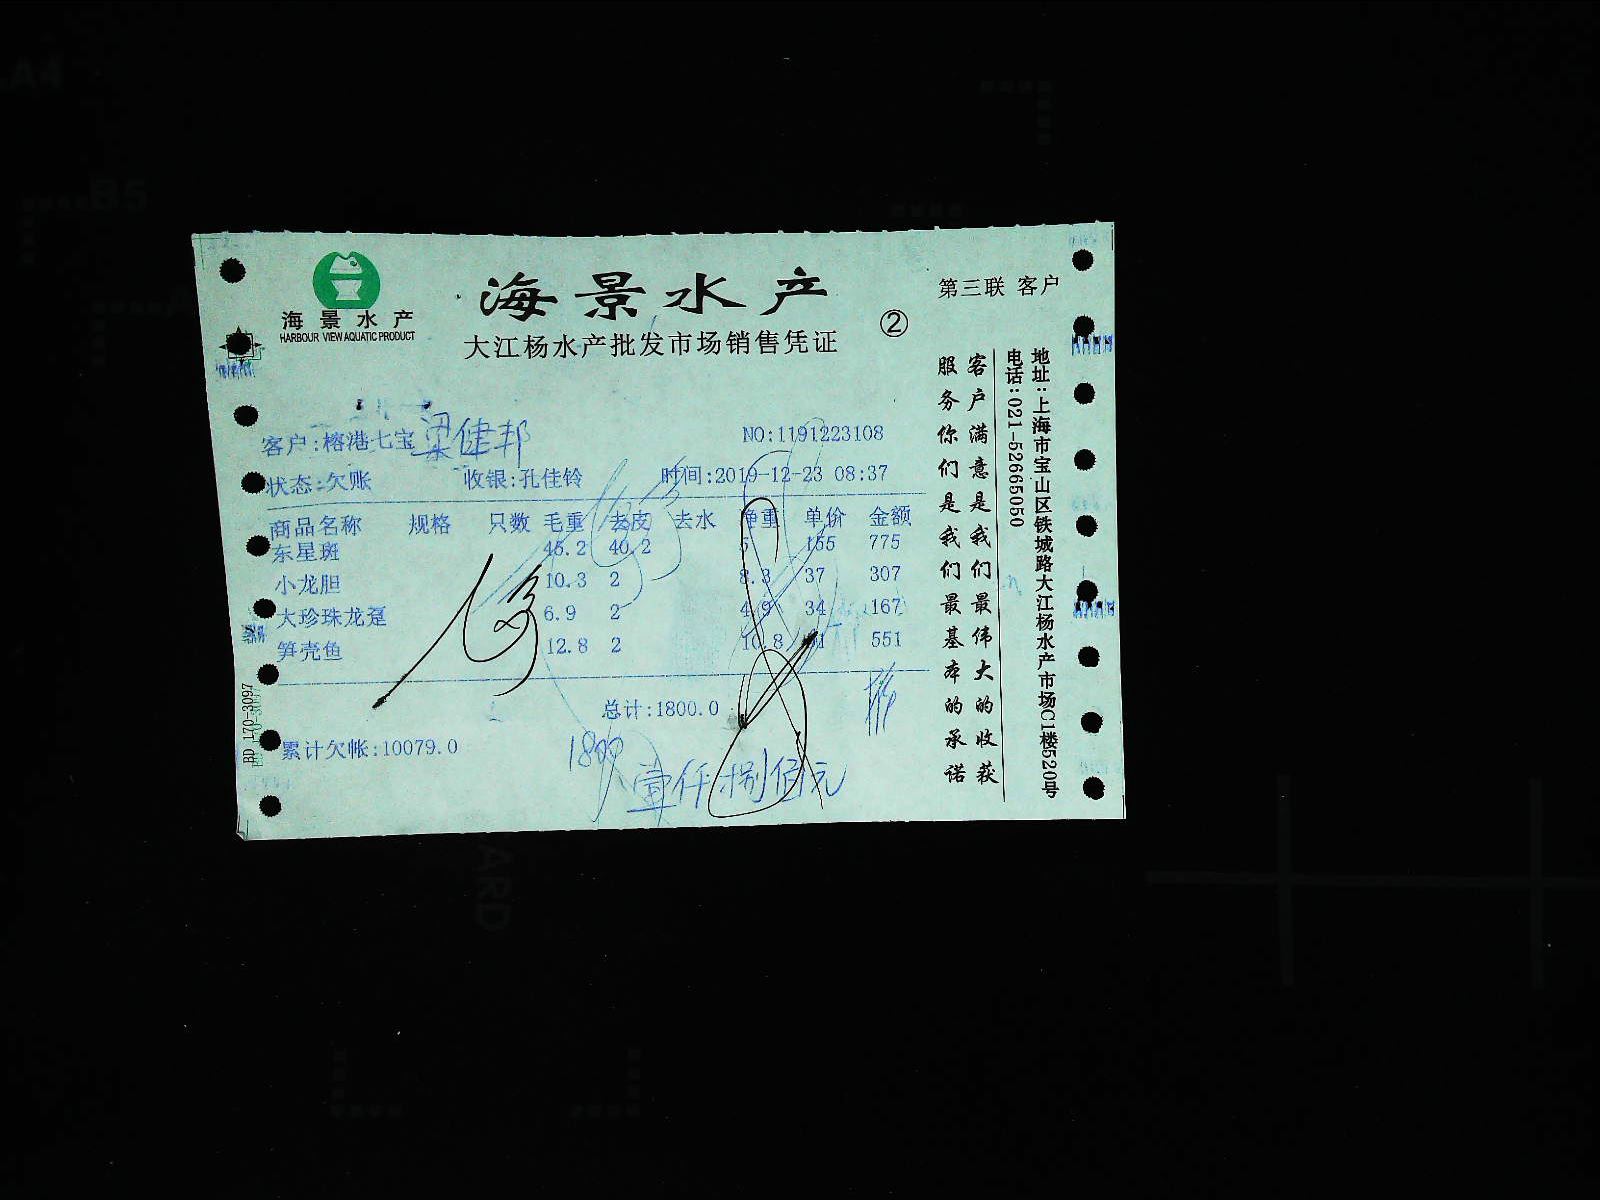 海景水产
HARBOUR VIEW AQUATIC PRODUCT
海景水产
大江杨水产批发市场销售凭证
②
第三联 客户
客户:榕港七宝 梁健邦
NO:1191223108
状态:欠账 收银:孔佳铃 时间:2019-12-23 08:37
商品名称 规格 只数 毛重 去皮 去水 净重 单价 金额
东星斑 45.2 40.2 5 155 775
小龙胆 10.3 2 8.3 37 307
大珍珠龙趸 6.9 2 4.9 34 167
笋壳鱼 12.8 2 10.8 551
总计:1800.0
累计欠帐:10079.0
1800
壹仟捌佰元
客户满意是我们最伟大的收获
服务你们是我们最基本的承诺
地址:上海市宝山区铁城路大江杨水产市场C1楼520号
电话:021-52665050
BD 170-3097